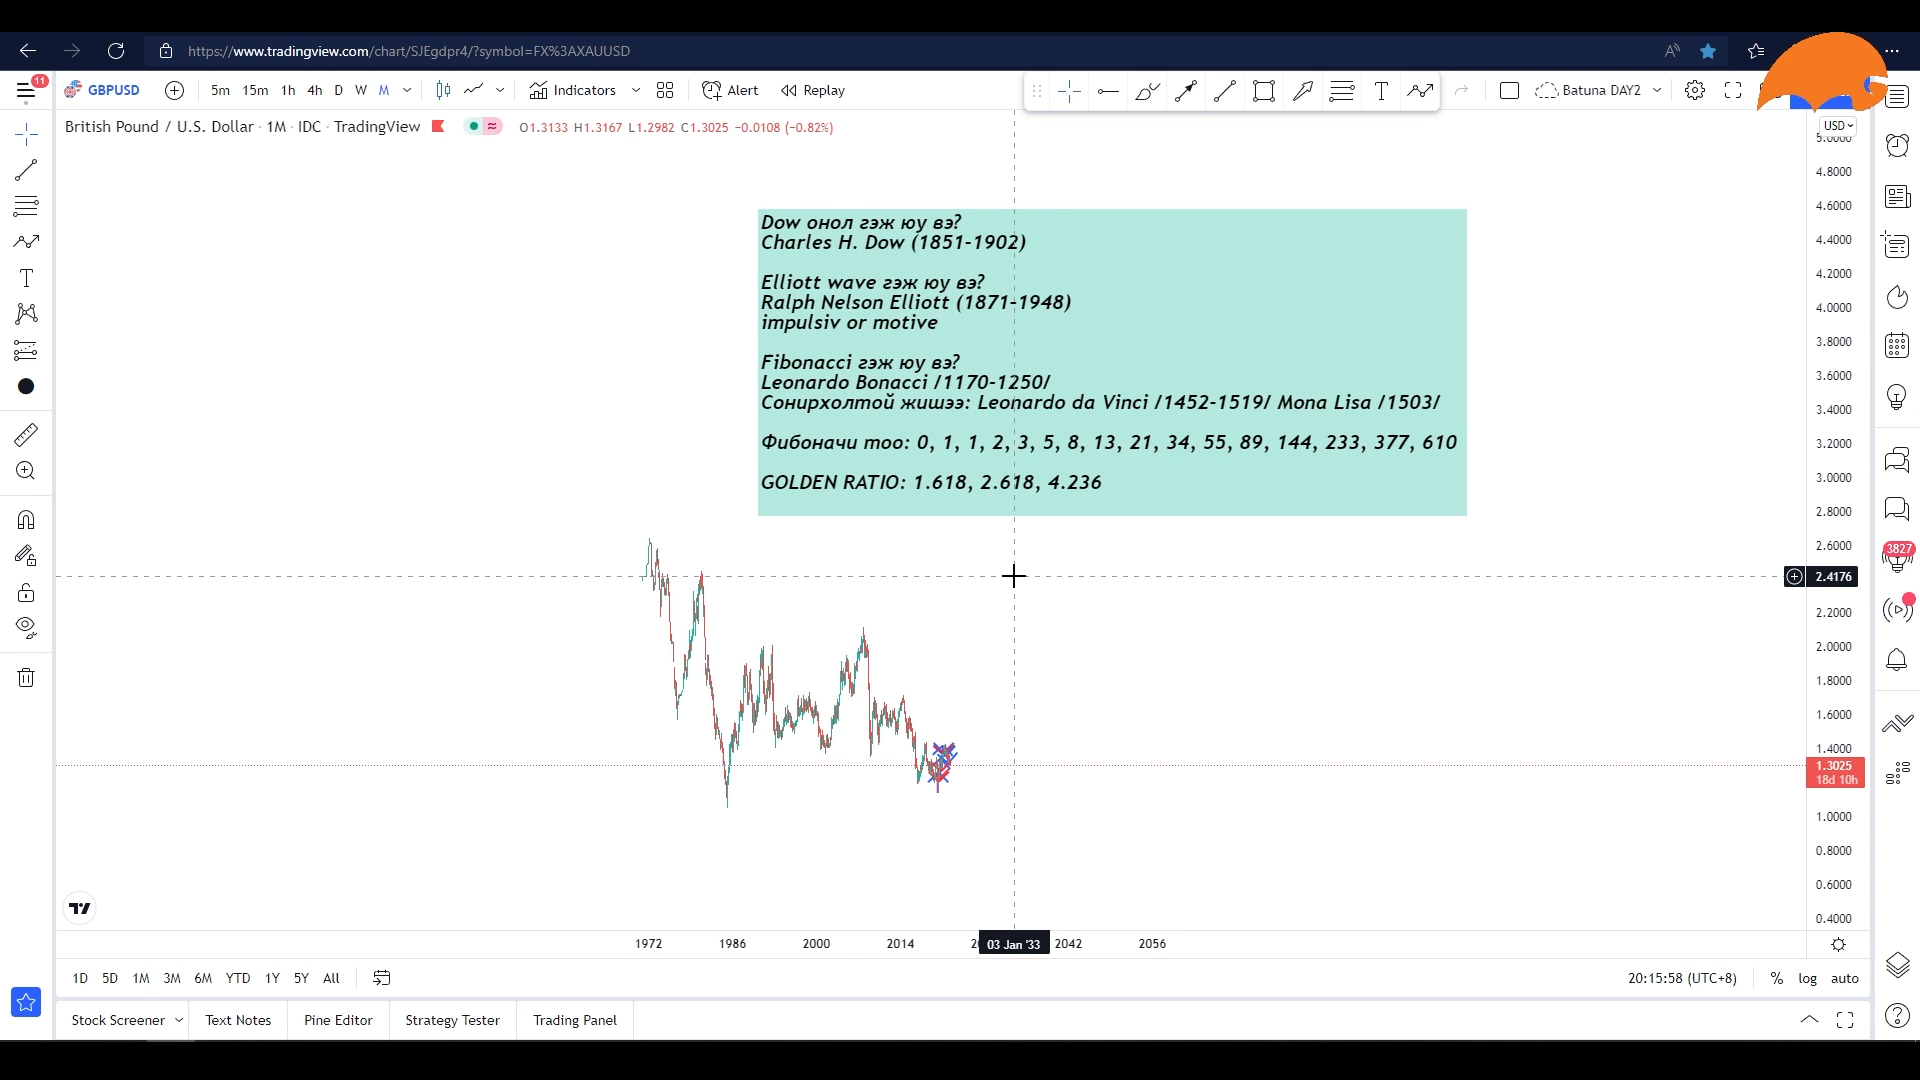 https://www.tradingview.com/chart/SJEgdpr4/?symbol=FX%3AXAUUSD
11
GBPUSD 5m 15m 1h 4h D W M Indicators Alert Replay T Batuna DAY2
British Pound / U.S. Dollar · 1M · IDC · TradingView O1.3133 H1.3167 L1.2982 C1.3025 −0.0108 (−0.82%)
USD
5.0000
4.8000
4.6000
4.4000
4.2000
4.0000
3.8000
3.6000
3.4000
3.2000
3.0000
2.8000
2.6000
2.4176
2.2000
2.0000
1.8000
1.6000
1.4000
1.3025
18d 10h
1.0000
0.8000
0.6000
0.4000
Dow онол гэж юу вэ?
Charles H. Dow (1851-1902)
Elliott wave гэж юу вэ?
Ralph Nelson Elliott (1871-1948)
impulsiv or motive
Fibonacci гэж юу вэ?
Leonardo Bonacci /1170-1250/
Сонирхолтой жишээ: Leonardo da Vinci /1452-1519/ Mona Lisa /1503/
Фибоначи тоо: 0, 1, 1, 2, 3, 5, 8, 13, 21, 34, 55, 89, 144, 233, 377, 610
GOLDEN RATIO: 1.618, 2.618, 4.236
3827
1972 1986 2000 2014 03 Jan '33 2042 2056
1D 5D 1M 3M 6M YTD 1Y 5Y All 20:15:58 (UTC+8) % log auto
Stock Screener Text Notes Pine Editor Strategy Tester Trading Panel